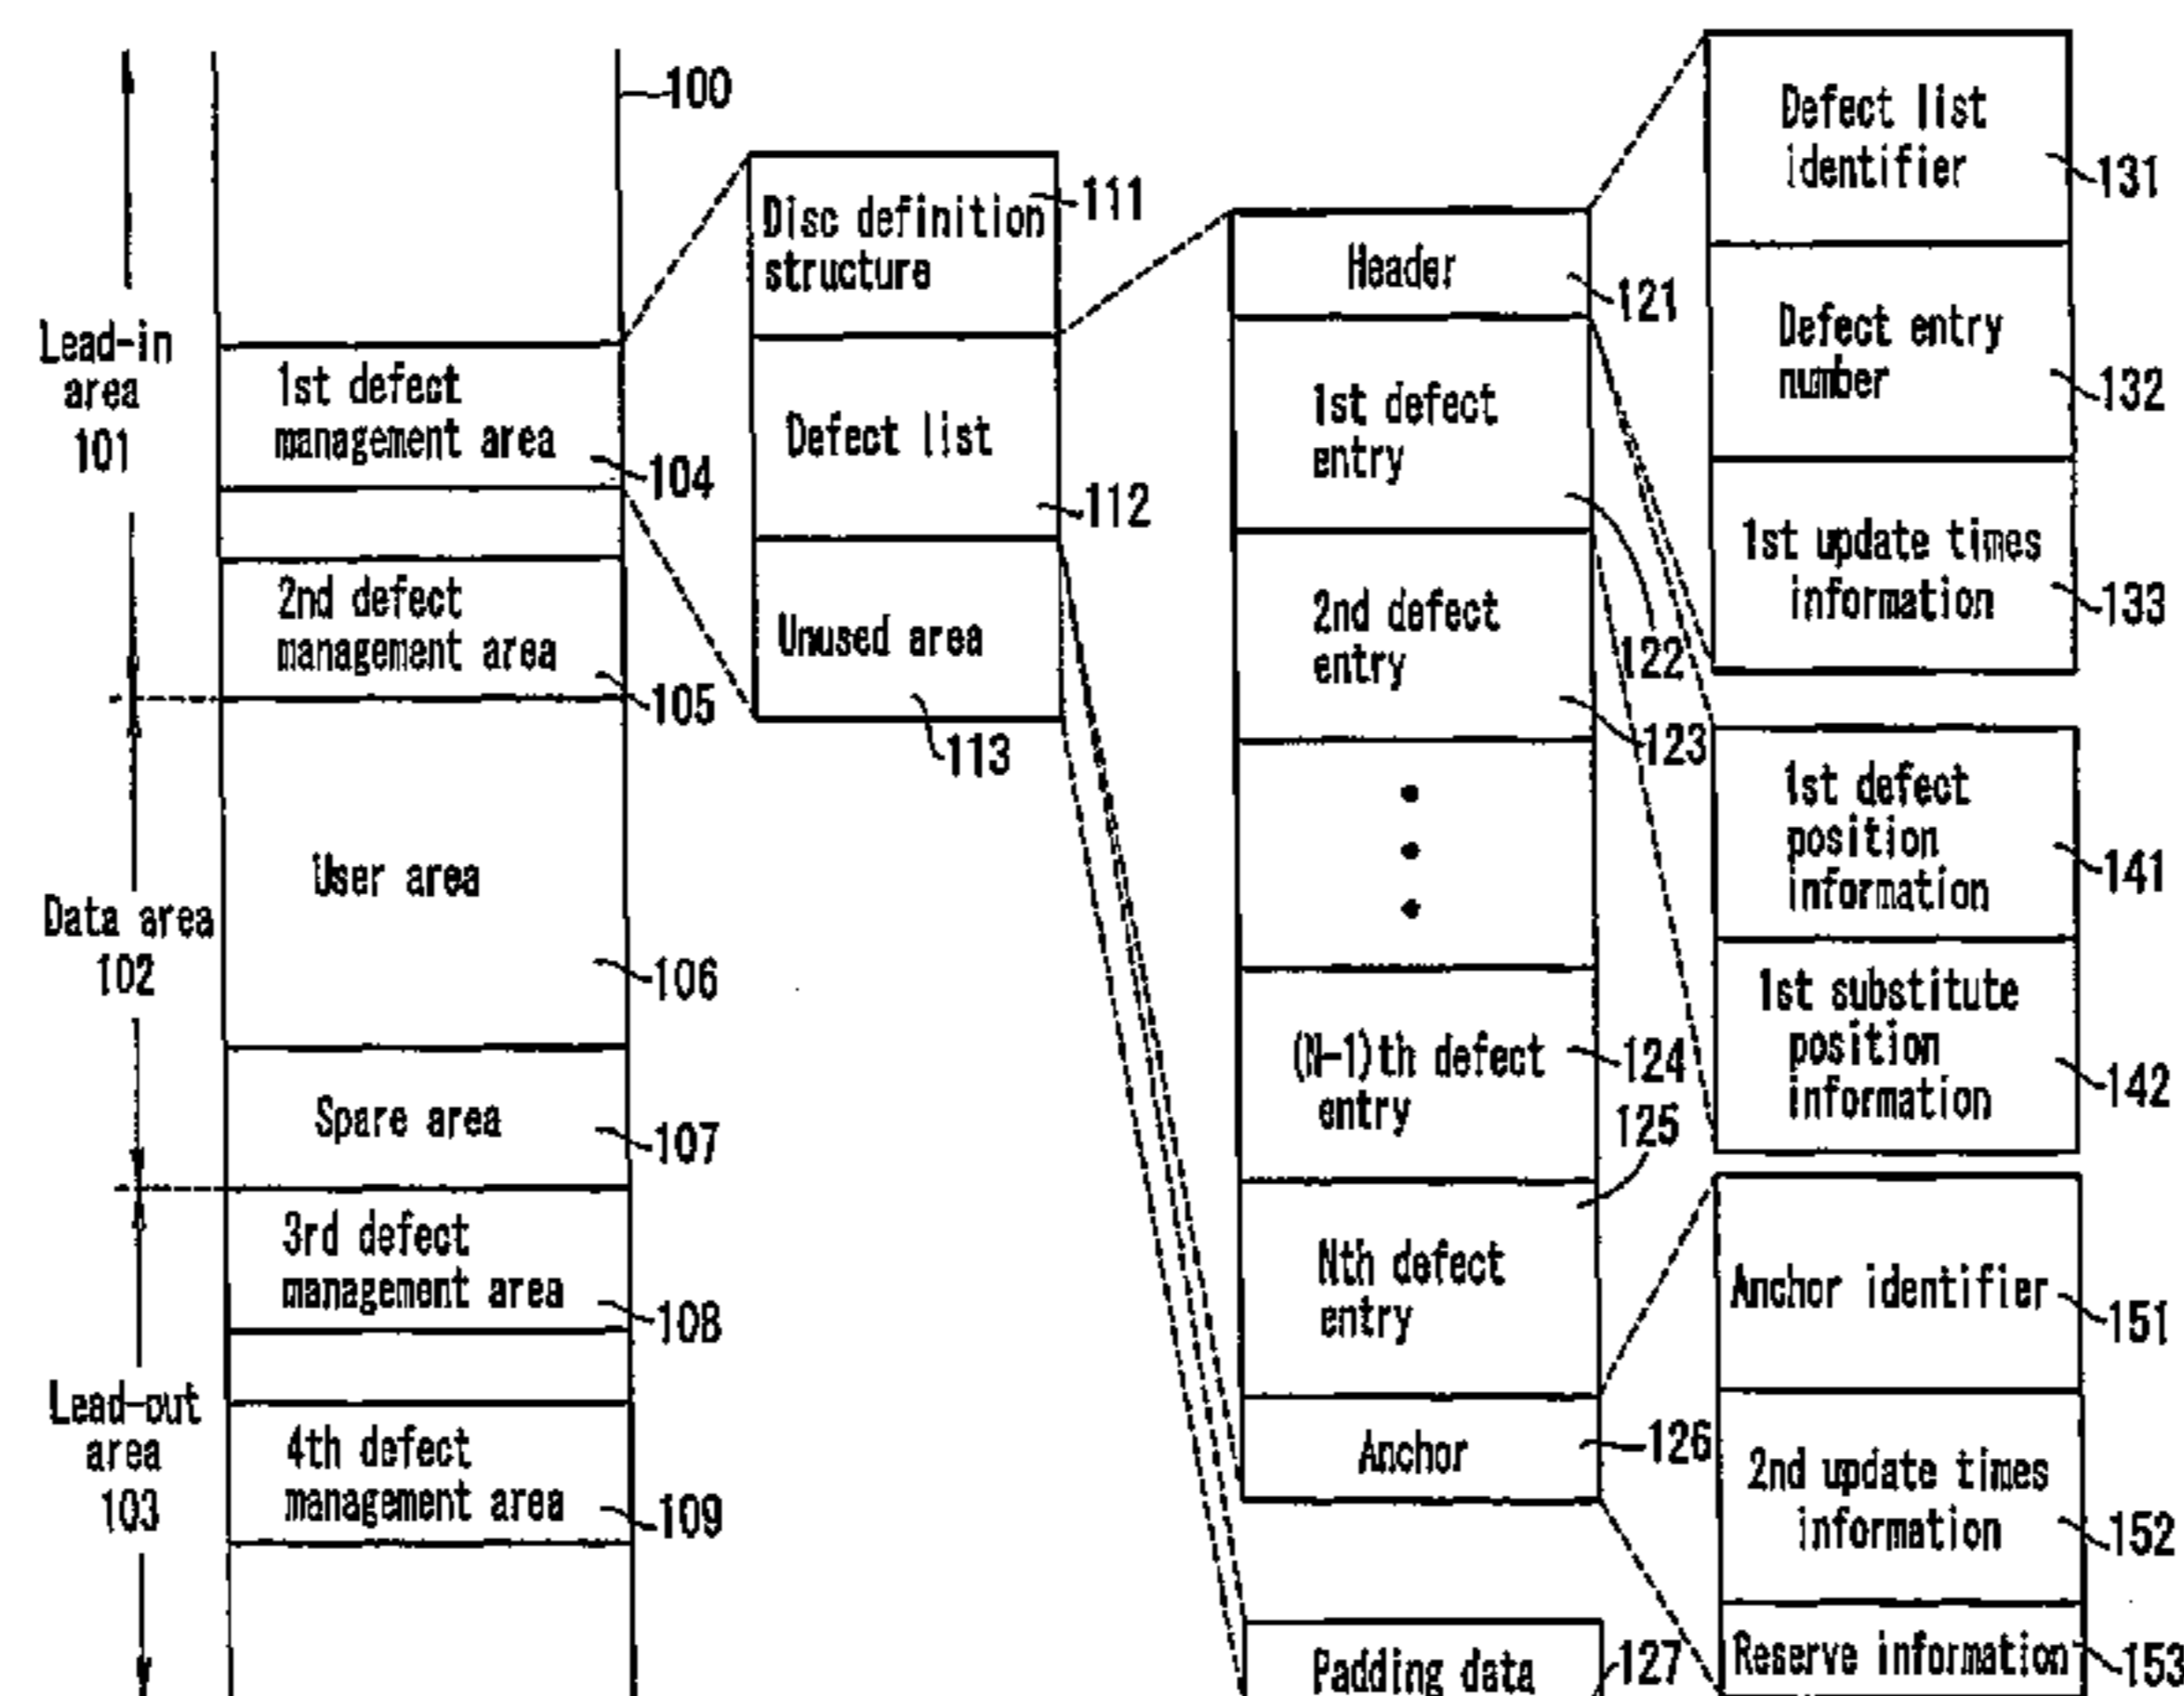 100
Lead-in
area
101
1st defect
management area
104
2nd defect
management area
105
User area
106
Data area
102
Spare area
107
3rd defect
management area
108
Lead-out
area
103
4th defect
management area
109
Disc definition
structure
111
Defect list
112
Unused area
113
Header
121
1st defect
entry
122
2nd defect
entry
123
(N-1)th defect
entry
124
125
Nth defect
entry
Anchor
126
Padding data
127
Defect list
identifier
131
Defect entry
number
132
1st update times
information
133
1st defect
position
information
141
1st substitute
position
information
142
Anchor identifier
151
2nd update times
information
152
Reserve information
153